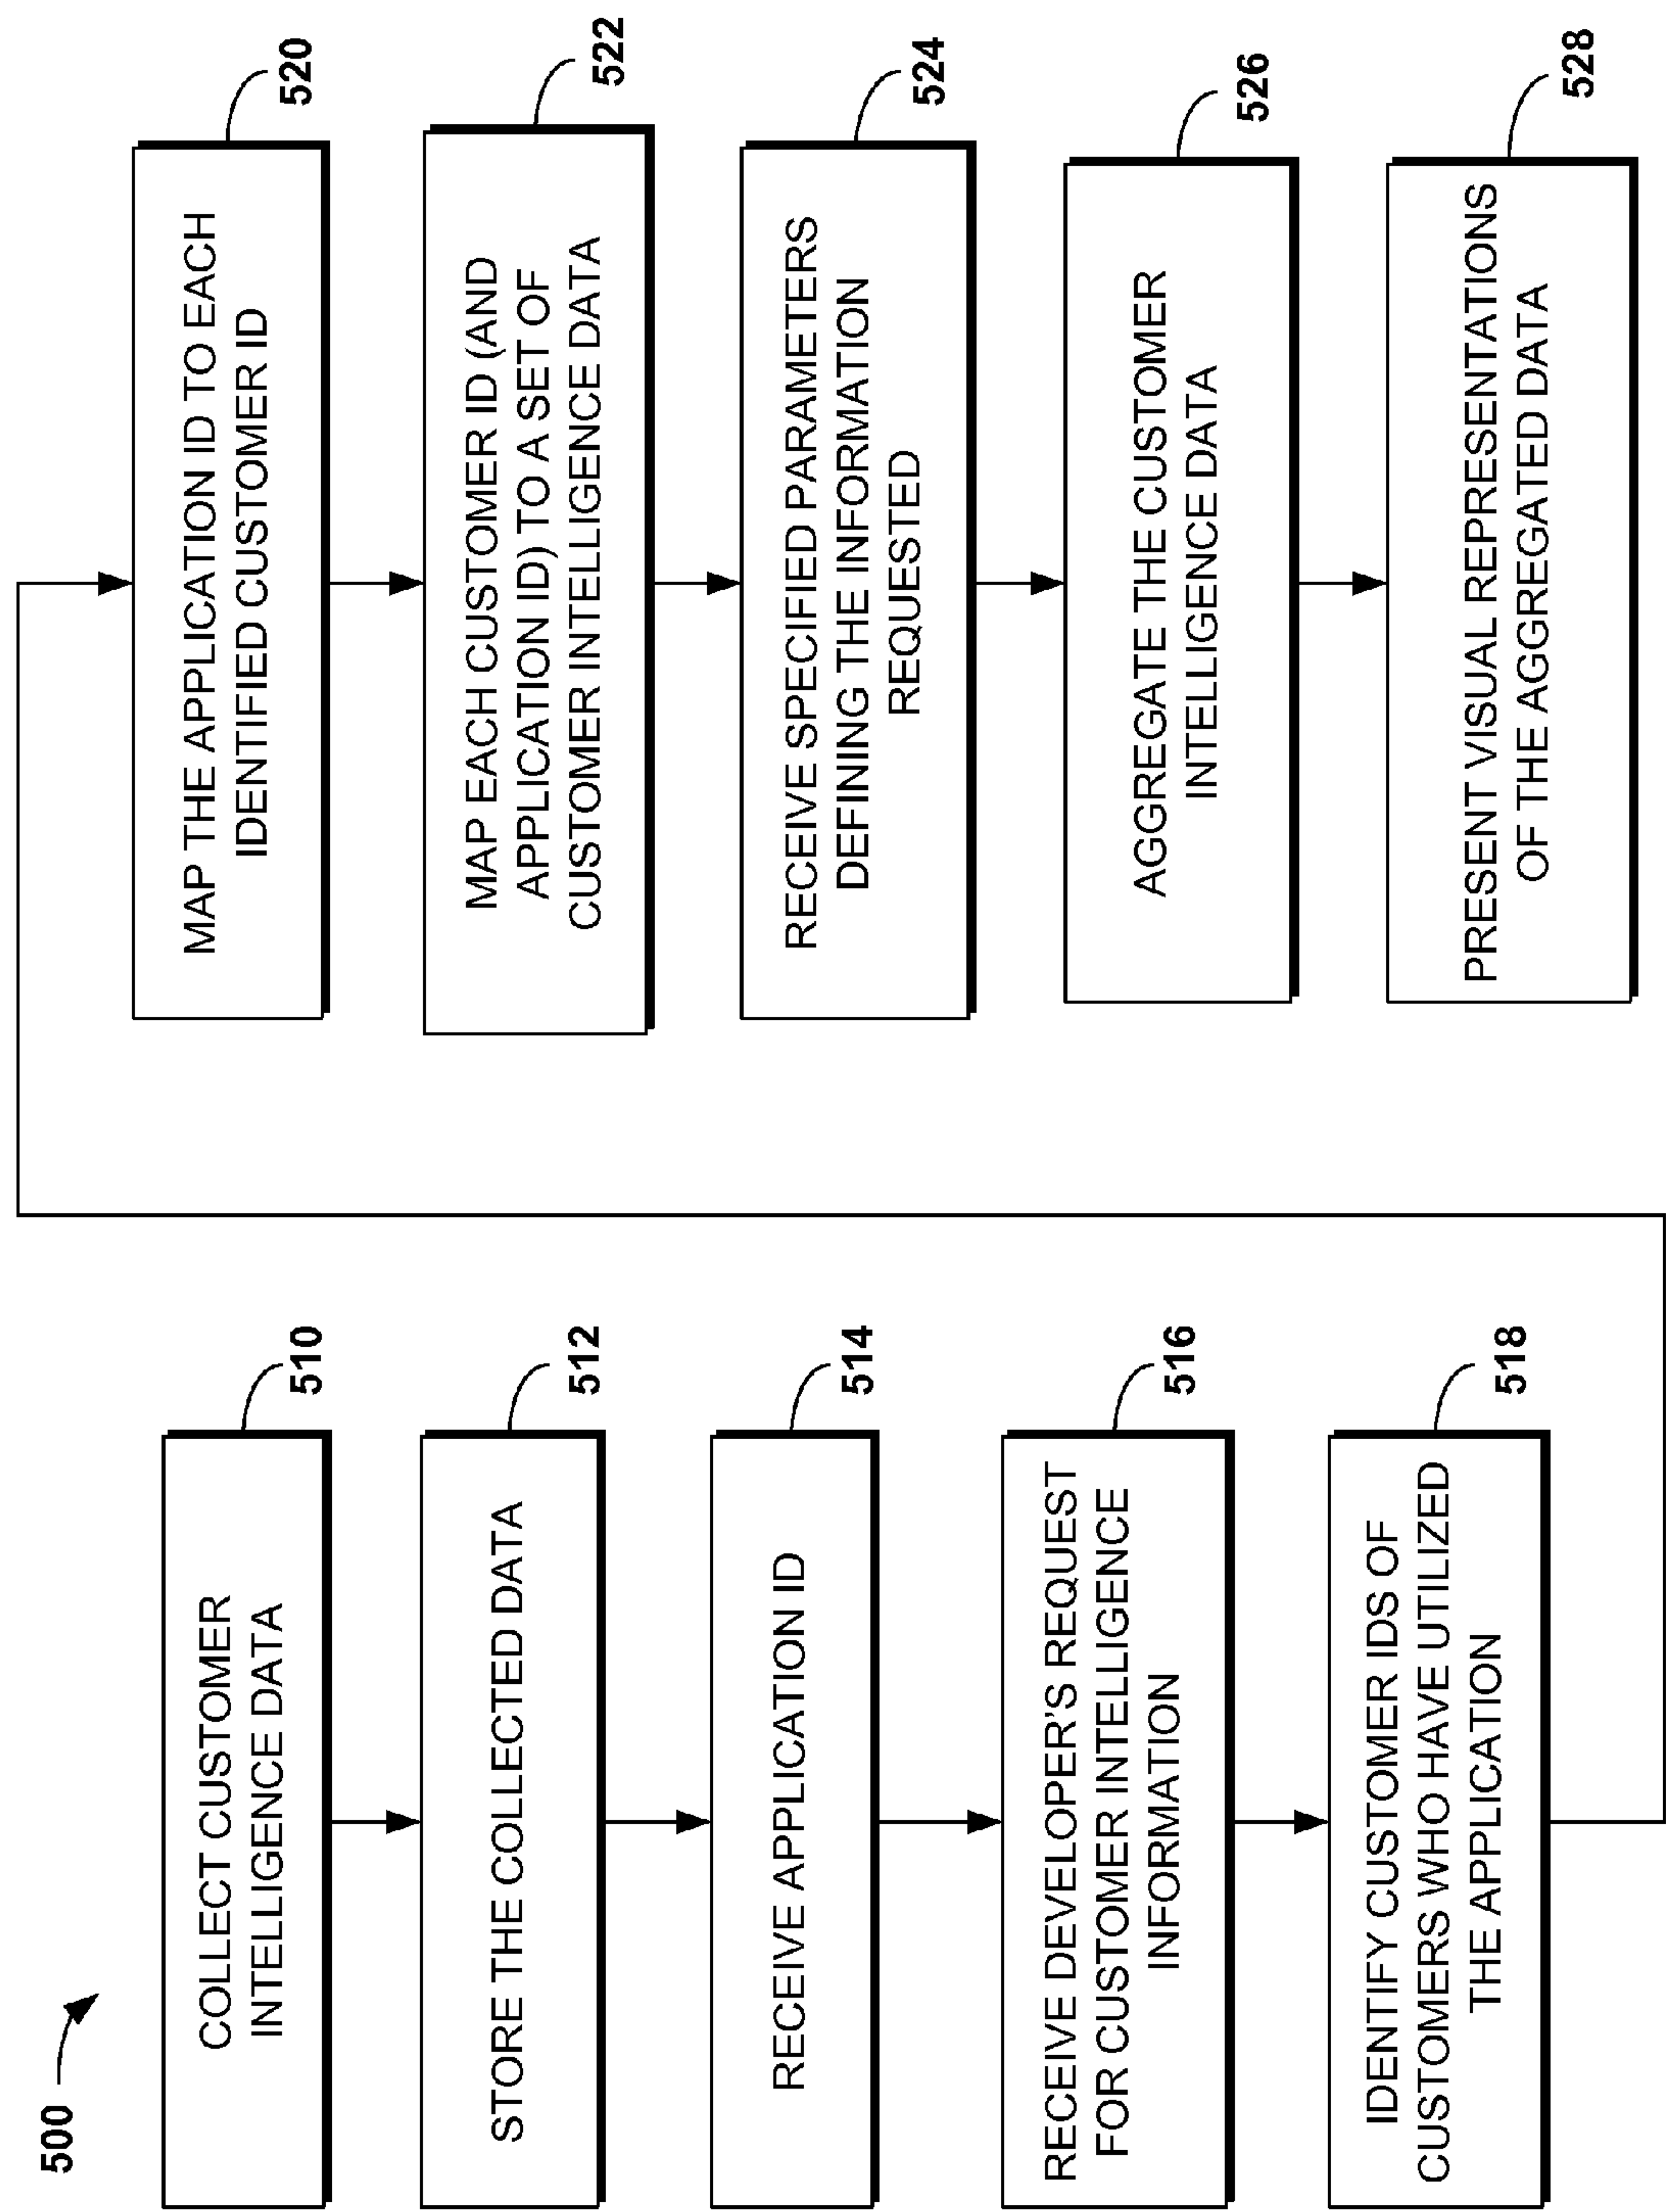 500
COLLECT CUSTOMER
INTELLIGENCE DATA
510
STORE THE COLLECTED DATA
512
RECEIVE APPLICATION ID
514
RECEIVE DEVELOPER'S REQUEST
FOR CUSTOMER INTELLIGENCE
INFORMATION
516
IDENTIFY CUSTOMER IDS OF
CUSTOMERS WHO HAVE UTILIZED
THE APPLICATION
518
MAP THE APPLICATION ID TO EACH
IDENTIFIED CUSTOMER ID
520
MAP EACH CUSTOMER ID (AND
APPLICATION ID) TO A SET OF
CUSTOMER INTELLIGENCE DATA
522
RECEIVE SPECIFIED PARAMETERS
DEFINING THE INFORMATION
REQUESTED
524
AGGREGATE THE CUSTOMER
INTELLIGENCE DATA
526
PRESENT VISUAL REPRESENTATIONS
OF THE AGGREGATED DATA
528